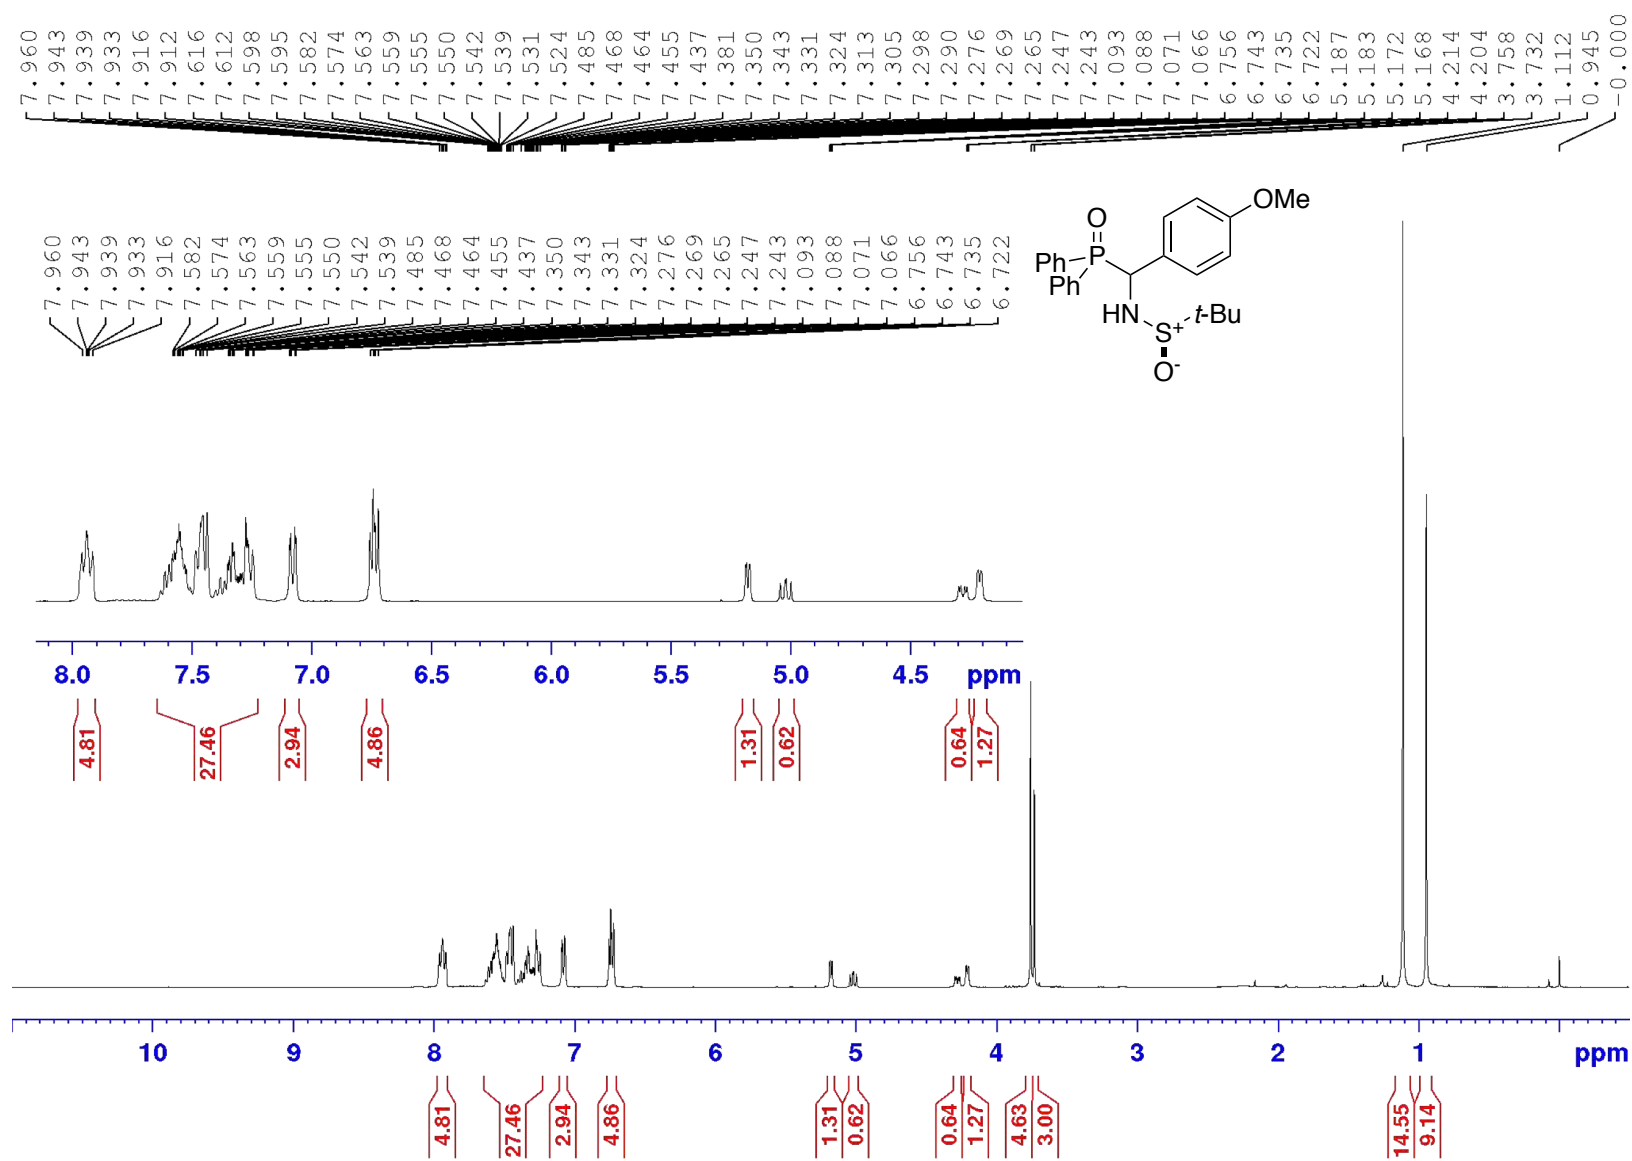 7.960 7.943 7.939 7.933 7.916 7.912 7.616 7.612 7.598 7.595 7.582 7.574 7.563 7.559 7.555 7.550 7.542 7.539 7.531 7.524 7.485 7.468 7.464 7.455 7.437 7.381 7.350 7.343 7.331 7.324 7.313 7.305 7.298 7.290 7.276 7.269 7.265 7.247 7.243 7.093 7.088 7.071 7.066 6.756 6.743 6.735 6.722 5.187 5.183 5.172 5.168 4.214 4.204 3.758 3.732 1.112 0.945 -0.000
7.960 7.943 7.939 7.933 7.916 7.582 7.574 7.563 7.559 7.555 7.550 7.542 7.539 7.485 7.468 7.464 7.455 7.437 7.350 7.343 7.331 7.324 7.276 7.269 7.265 7.247 7.243 7.093 7.088 7.071 7.066 6.756 6.743 6.735 6.722
OMe
O
Ph P
Ph
HN t-Bu
S+
O-
8.0 7.5 7.0 6.5 6.0 5.5 5.0 4.5 ppm
4.81 27.46 2.94 4.86 1.31 0.62 0.64 1.27
10 9 8 7 6 5 4 3 2 1 ppm
4.81 27.46 2.94 4.86 1.31 0.62 0.64 1.27 4.63 3.00 14.55 9.14